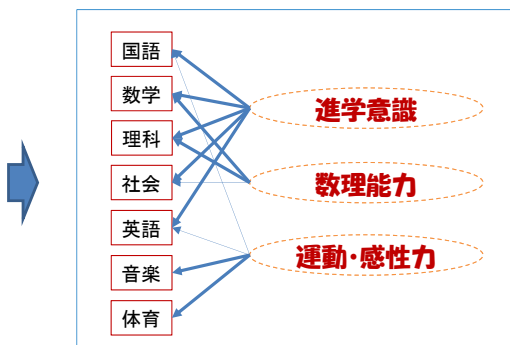 国語
数学
理科
社会
英語
音楽
体育
進学意識
数理能力
運動・感性力